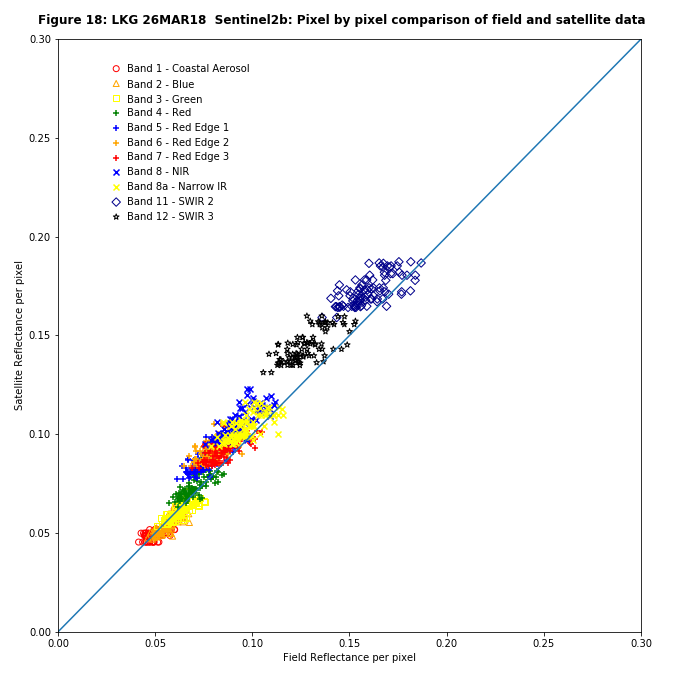 Figure 18: LKG 26MAR18  Sentinel2b: Pixel by pixel comparison of field and satellite data
0.30
Band 1 - Coastal Aerosol
Band 2 - Blue
Band 3 - Green
Band 4 - Red
Band 5 - Red Edge 1
Band 6 - Red Edge 2
Band 7 - Red Edge 3
Band 8 - NIR
Band 8a - Narrow IR
Band 11 - SWIR 2
Band 12 - SWIR 3
0.25
0.20
0.15
0.10
0.05
0.00
Satellite Reflectance per pixel
0.00 0.05 0.10 0.15 0.20 0.25 0.30
Field Reflectance per pixel